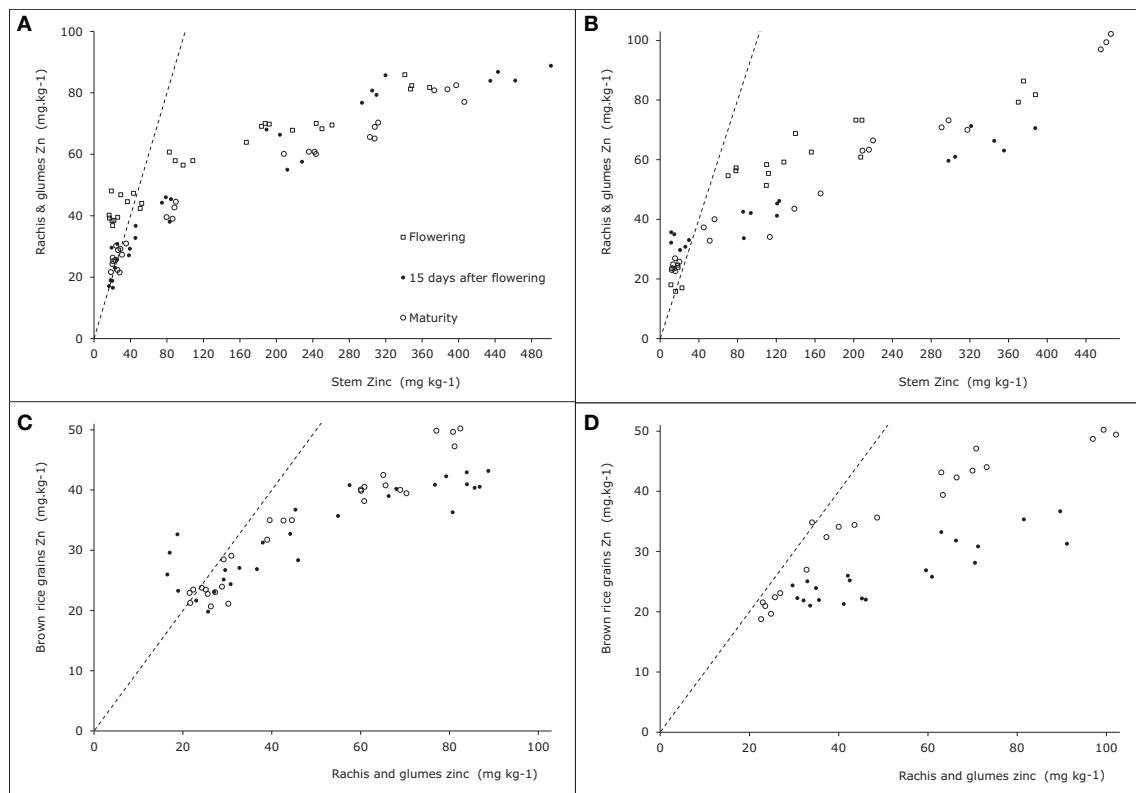 A
B
Rachis & glumes Zn (mg.kg-1)
100
80
60
40
20
0
Flowering
15 days after flowering
Maturity
0 40 80 120 160 200 240 280 320 360 400 440 480
Stem Zinc (mg kg-1)
Rachis & glumes Zn (mg.kg-1)
100
80
60
40
20
0
0 40 80 120 160 200 240 280 320 360 400 440
Stem Zinc (mg kg-1)
C
D
Brown rice grains Zn (mg.kg-1)
50
40
30
20
10
0
0 20 40 60 80 100
Rachis and glumes zinc (mg kg-1)
Brown rice grains Zn (mg.kg-1)
50
40
30
20
10
0
0 20 40 60 80 100
Rachis and glumes zinc (mg kg-1)